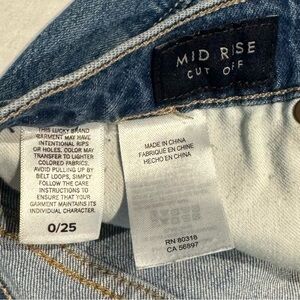 MID RISE
CUT OFF
THIS LUCKY BRAND
GARMENT MAY HAVE
INTENTIONAL RIPS
OR HOLES. COLOR MAY
TRANSFER TO LIGHTER
COLORED FABRICS.
AVOID PULLING UP BY
BELT LOOPS, SIMPLY
FOLLOW THE CARE
INSTRUCTIONS TO
ENSURE THAT YOUR
GARMENT MAINTAINS ITS
INDIVIDUAL CHARACTER.
0/25
MADE IN CHINA
FABRIQUÉ EN CHINE
HECHO EN CHINA
RN 80318
CA 56897